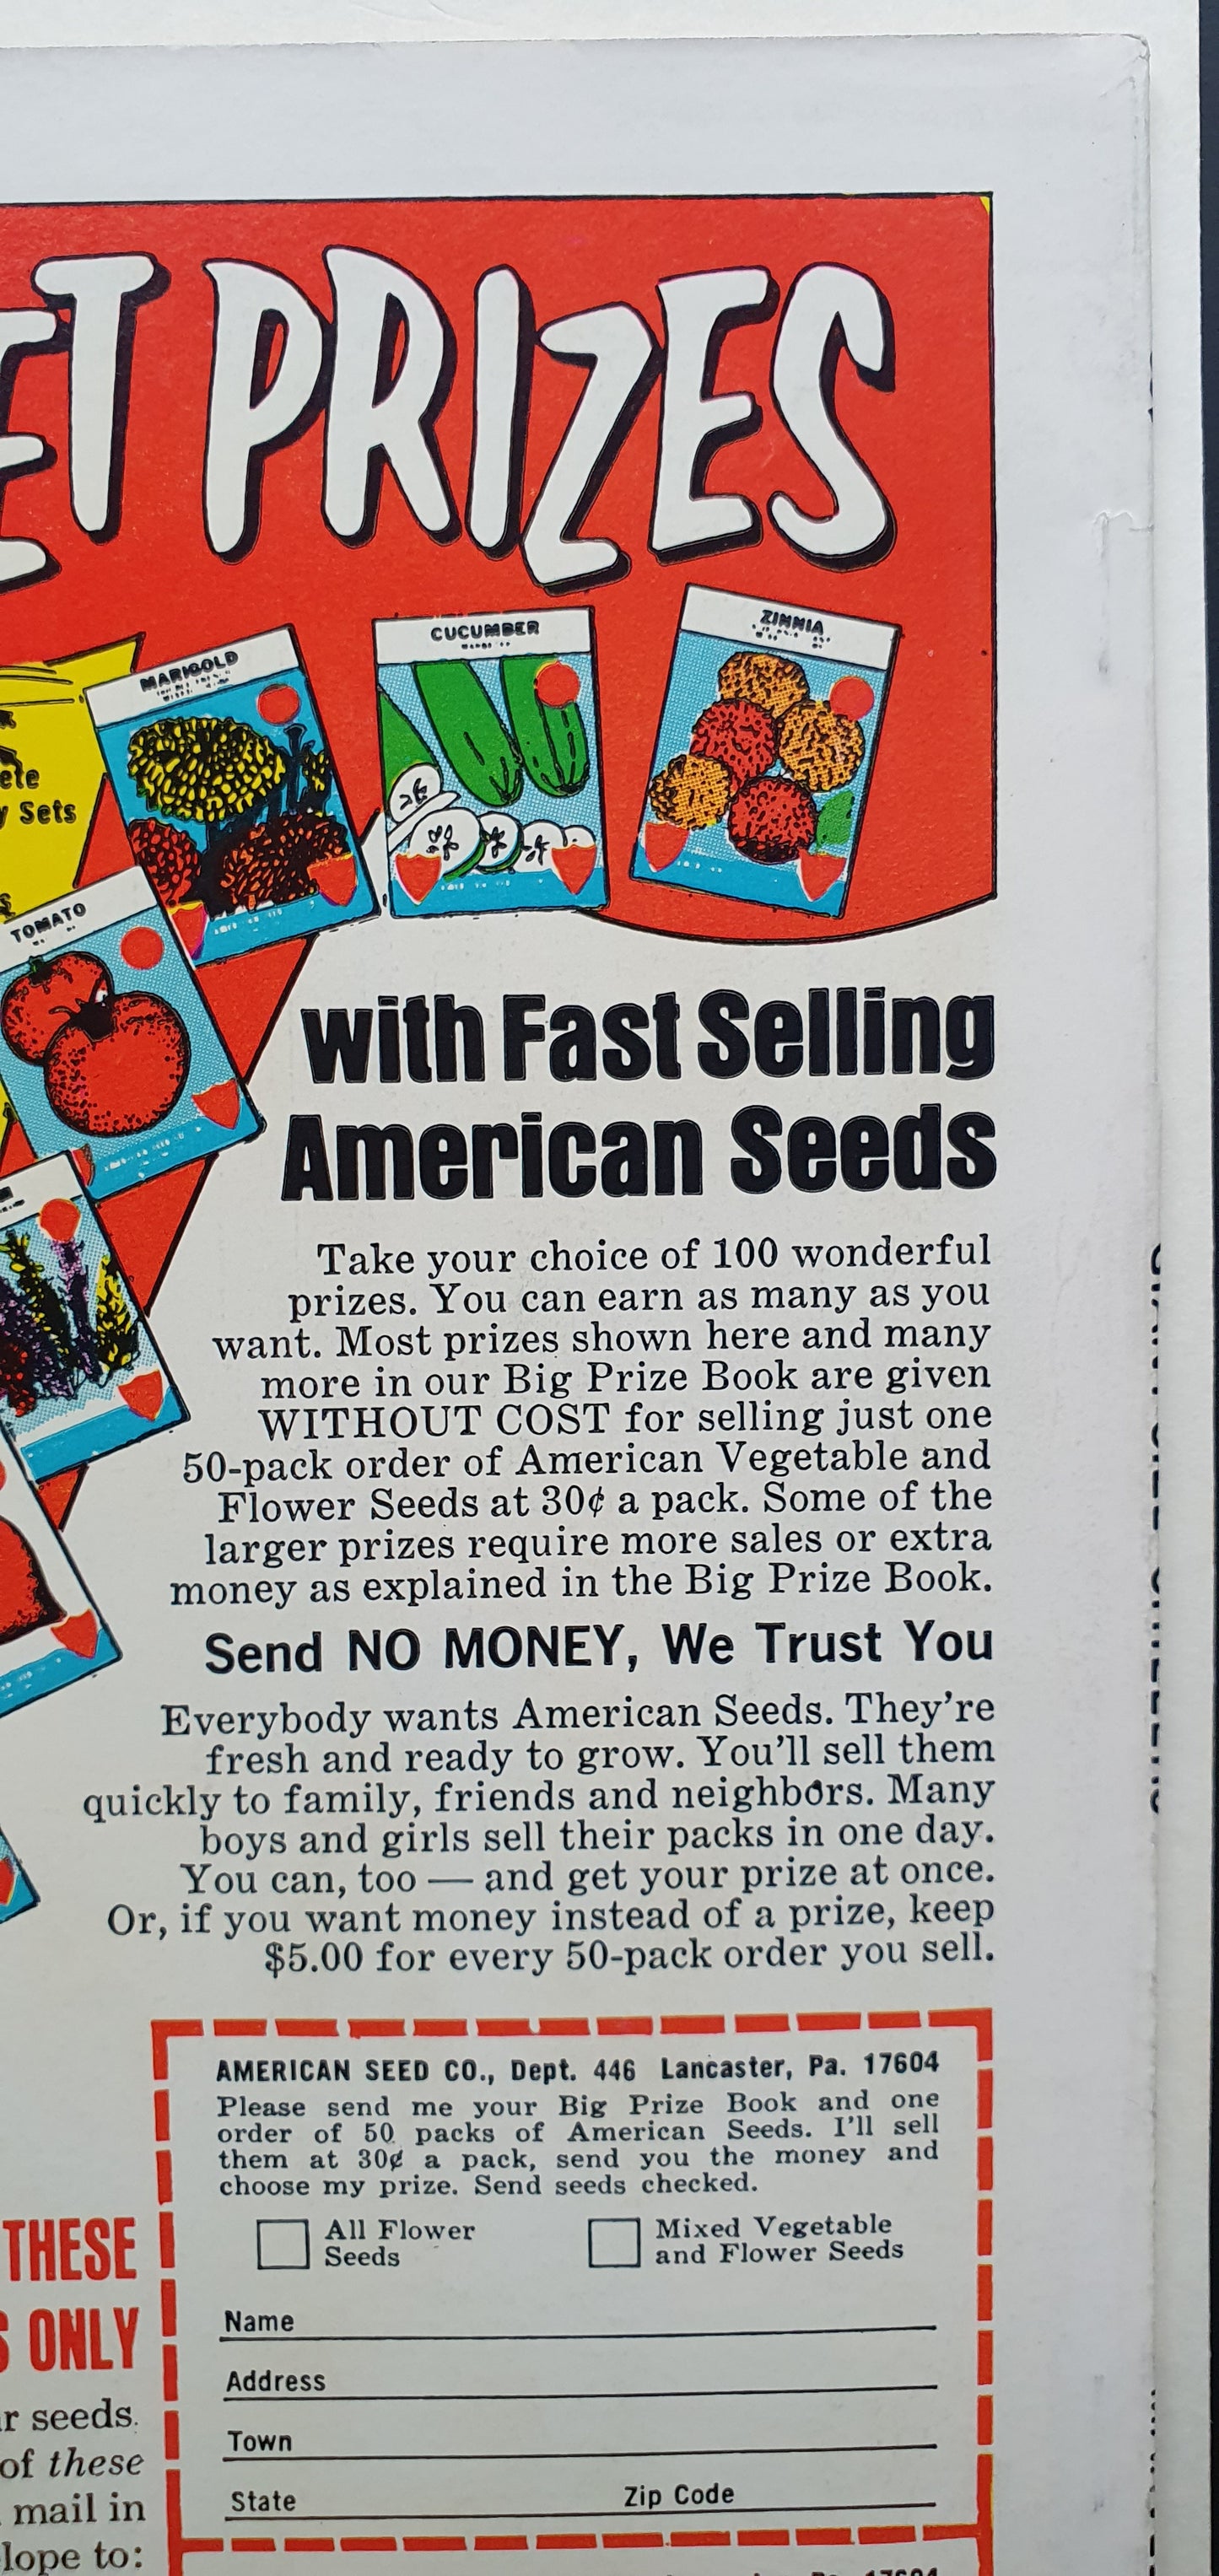 ET PRIZES
MARIGOLD
CUCUMBER
ZINNIA
ete
y Sets
TOMATO
with Fast Selling
American Seeds
Take your choice of 100 wonderful
prizes. You can earn as many as you
want. Most prizes shown here and many
more in our Big Prize Book are given
WITHOUT COST for selling just one
50-pack order of American Vegetable and
Flower Seeds at 30¢ a pack. Some of the
larger prizes require more sales or extra
money as explained in the Big Prize Book.
Send NO MONEY, We Trust You
Everybody wants American Seeds. They're
fresh and ready to grow. You'll sell them
quickly to family, friends and neighbors. Many
boys and girls sell their packs in one day.
You can, too — and get your prize at once.
Or, if you want money instead of a prize, keep
$5.00 for every 50-pack order you sell.
AMERICAN SEED CO., Dept. 446 Lancaster, Pa. 17604
Please send me your Big Prize Book and one
order of 50 packs of American Seeds. I'll sell
them at 30¢ a pack, send you the money and
choose my prize. Send seeds checked.
All Flower
Seeds
Mixed Vegetable
and Flower Seeds
Name
Address
Town
State Zip Code
THESE
S ONLY
r seeds.
of these
mail in
lope to: